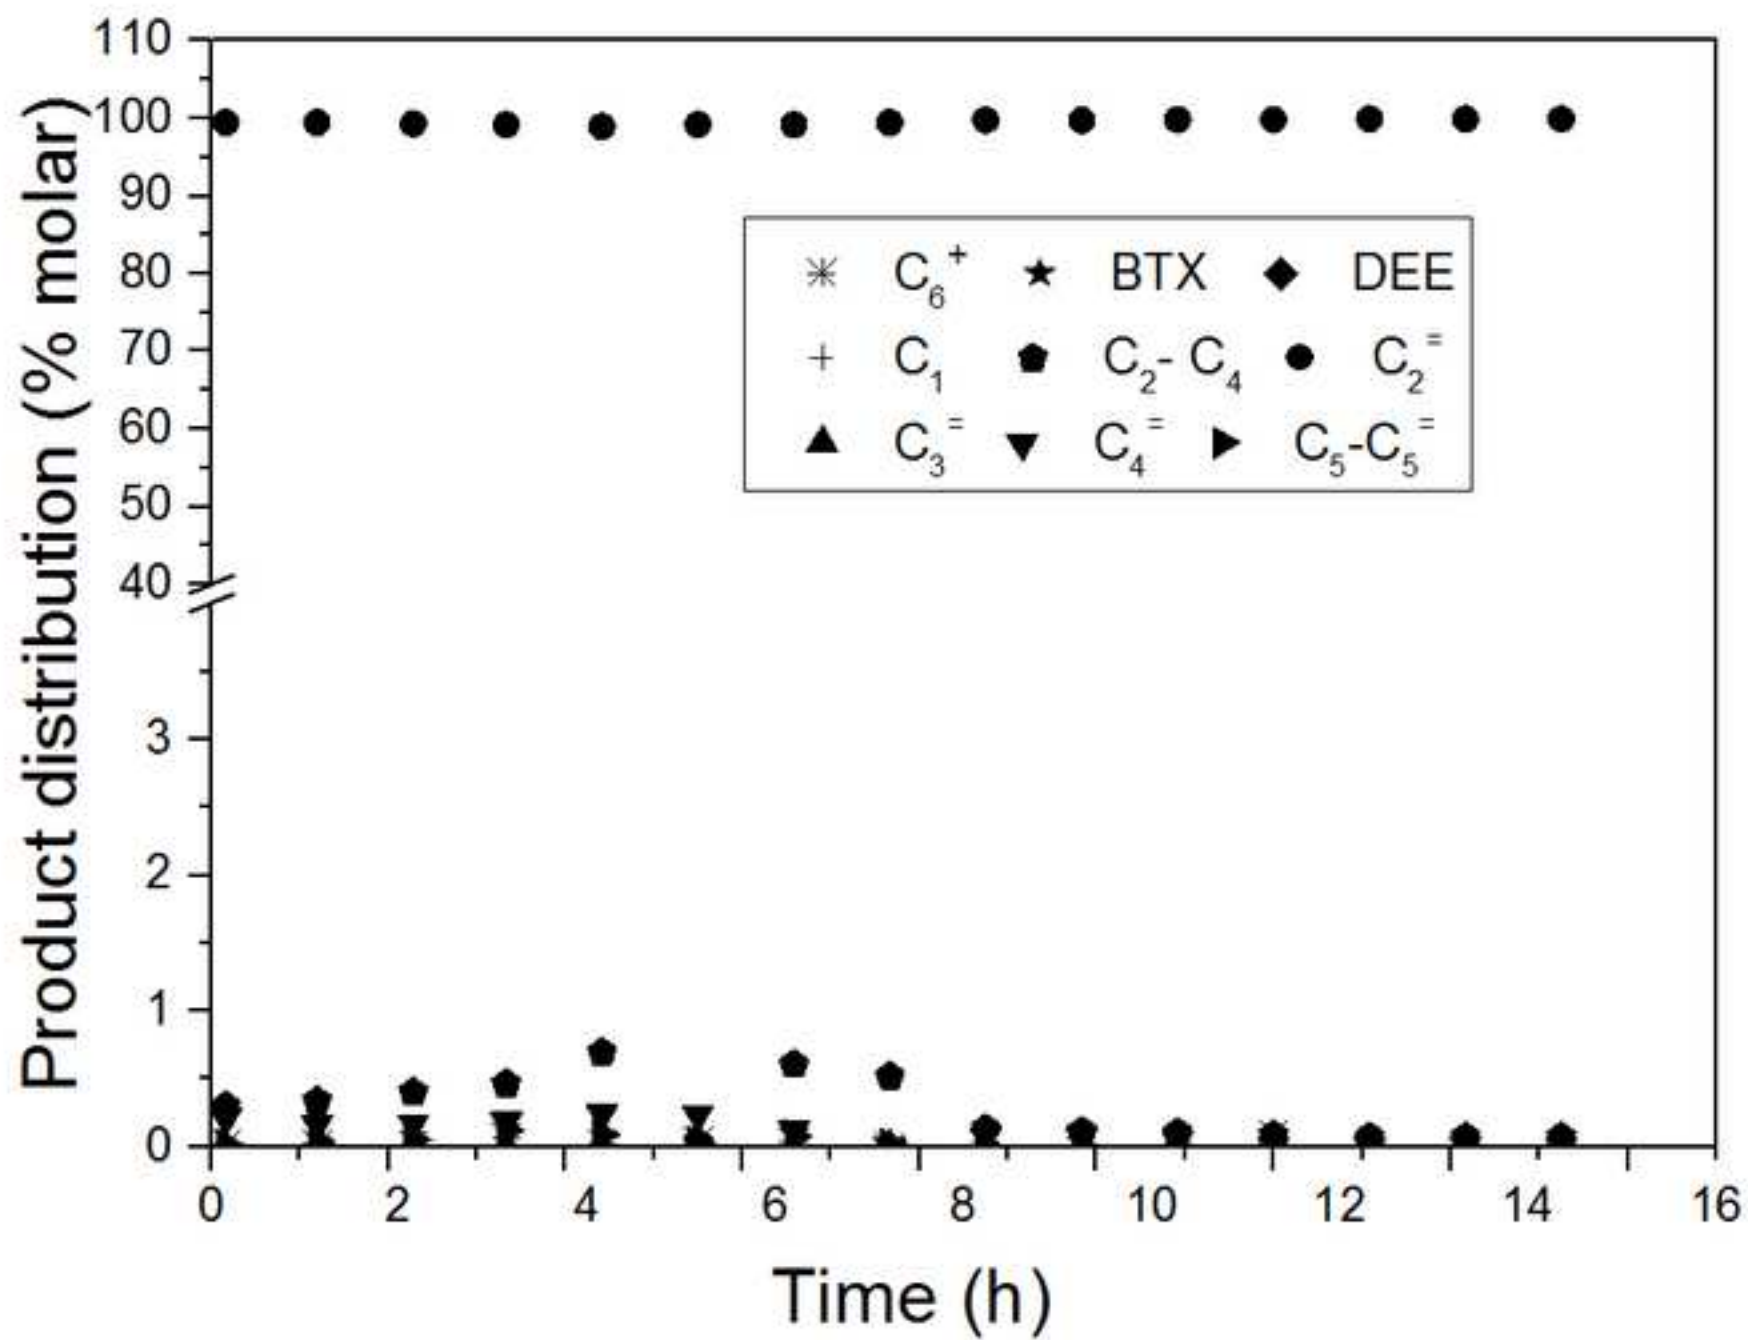 Product distribution (% molar)
110
100
90
80
70
60
50
40
3
2
1
0
C₆⁺ BTX DEE
C₁ C₂- C₄ C₂⁼
C₃⁼ C₄⁼ C₅-C₅⁼
0 2 4 6 8 10 12 14 16
Time (h)